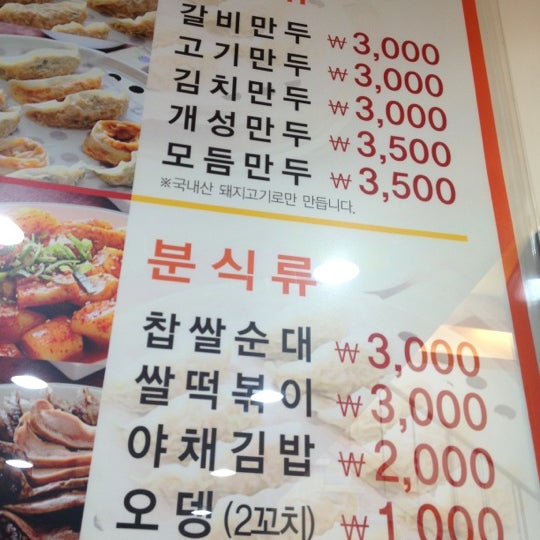 류
갈비만두 ₩3,000
고기만두 ₩3,000
김치만두 ₩3,000
개성만두 ₩3,500
모듬만두 ₩3,500
※국내산 돼지고기로만 만듭니다.
분식류
찹쌀순대 ₩3,000
쌀떡볶이 ₩3,000
야채김밥 ₩2,000
오뎅(2꼬치) ₩1,000